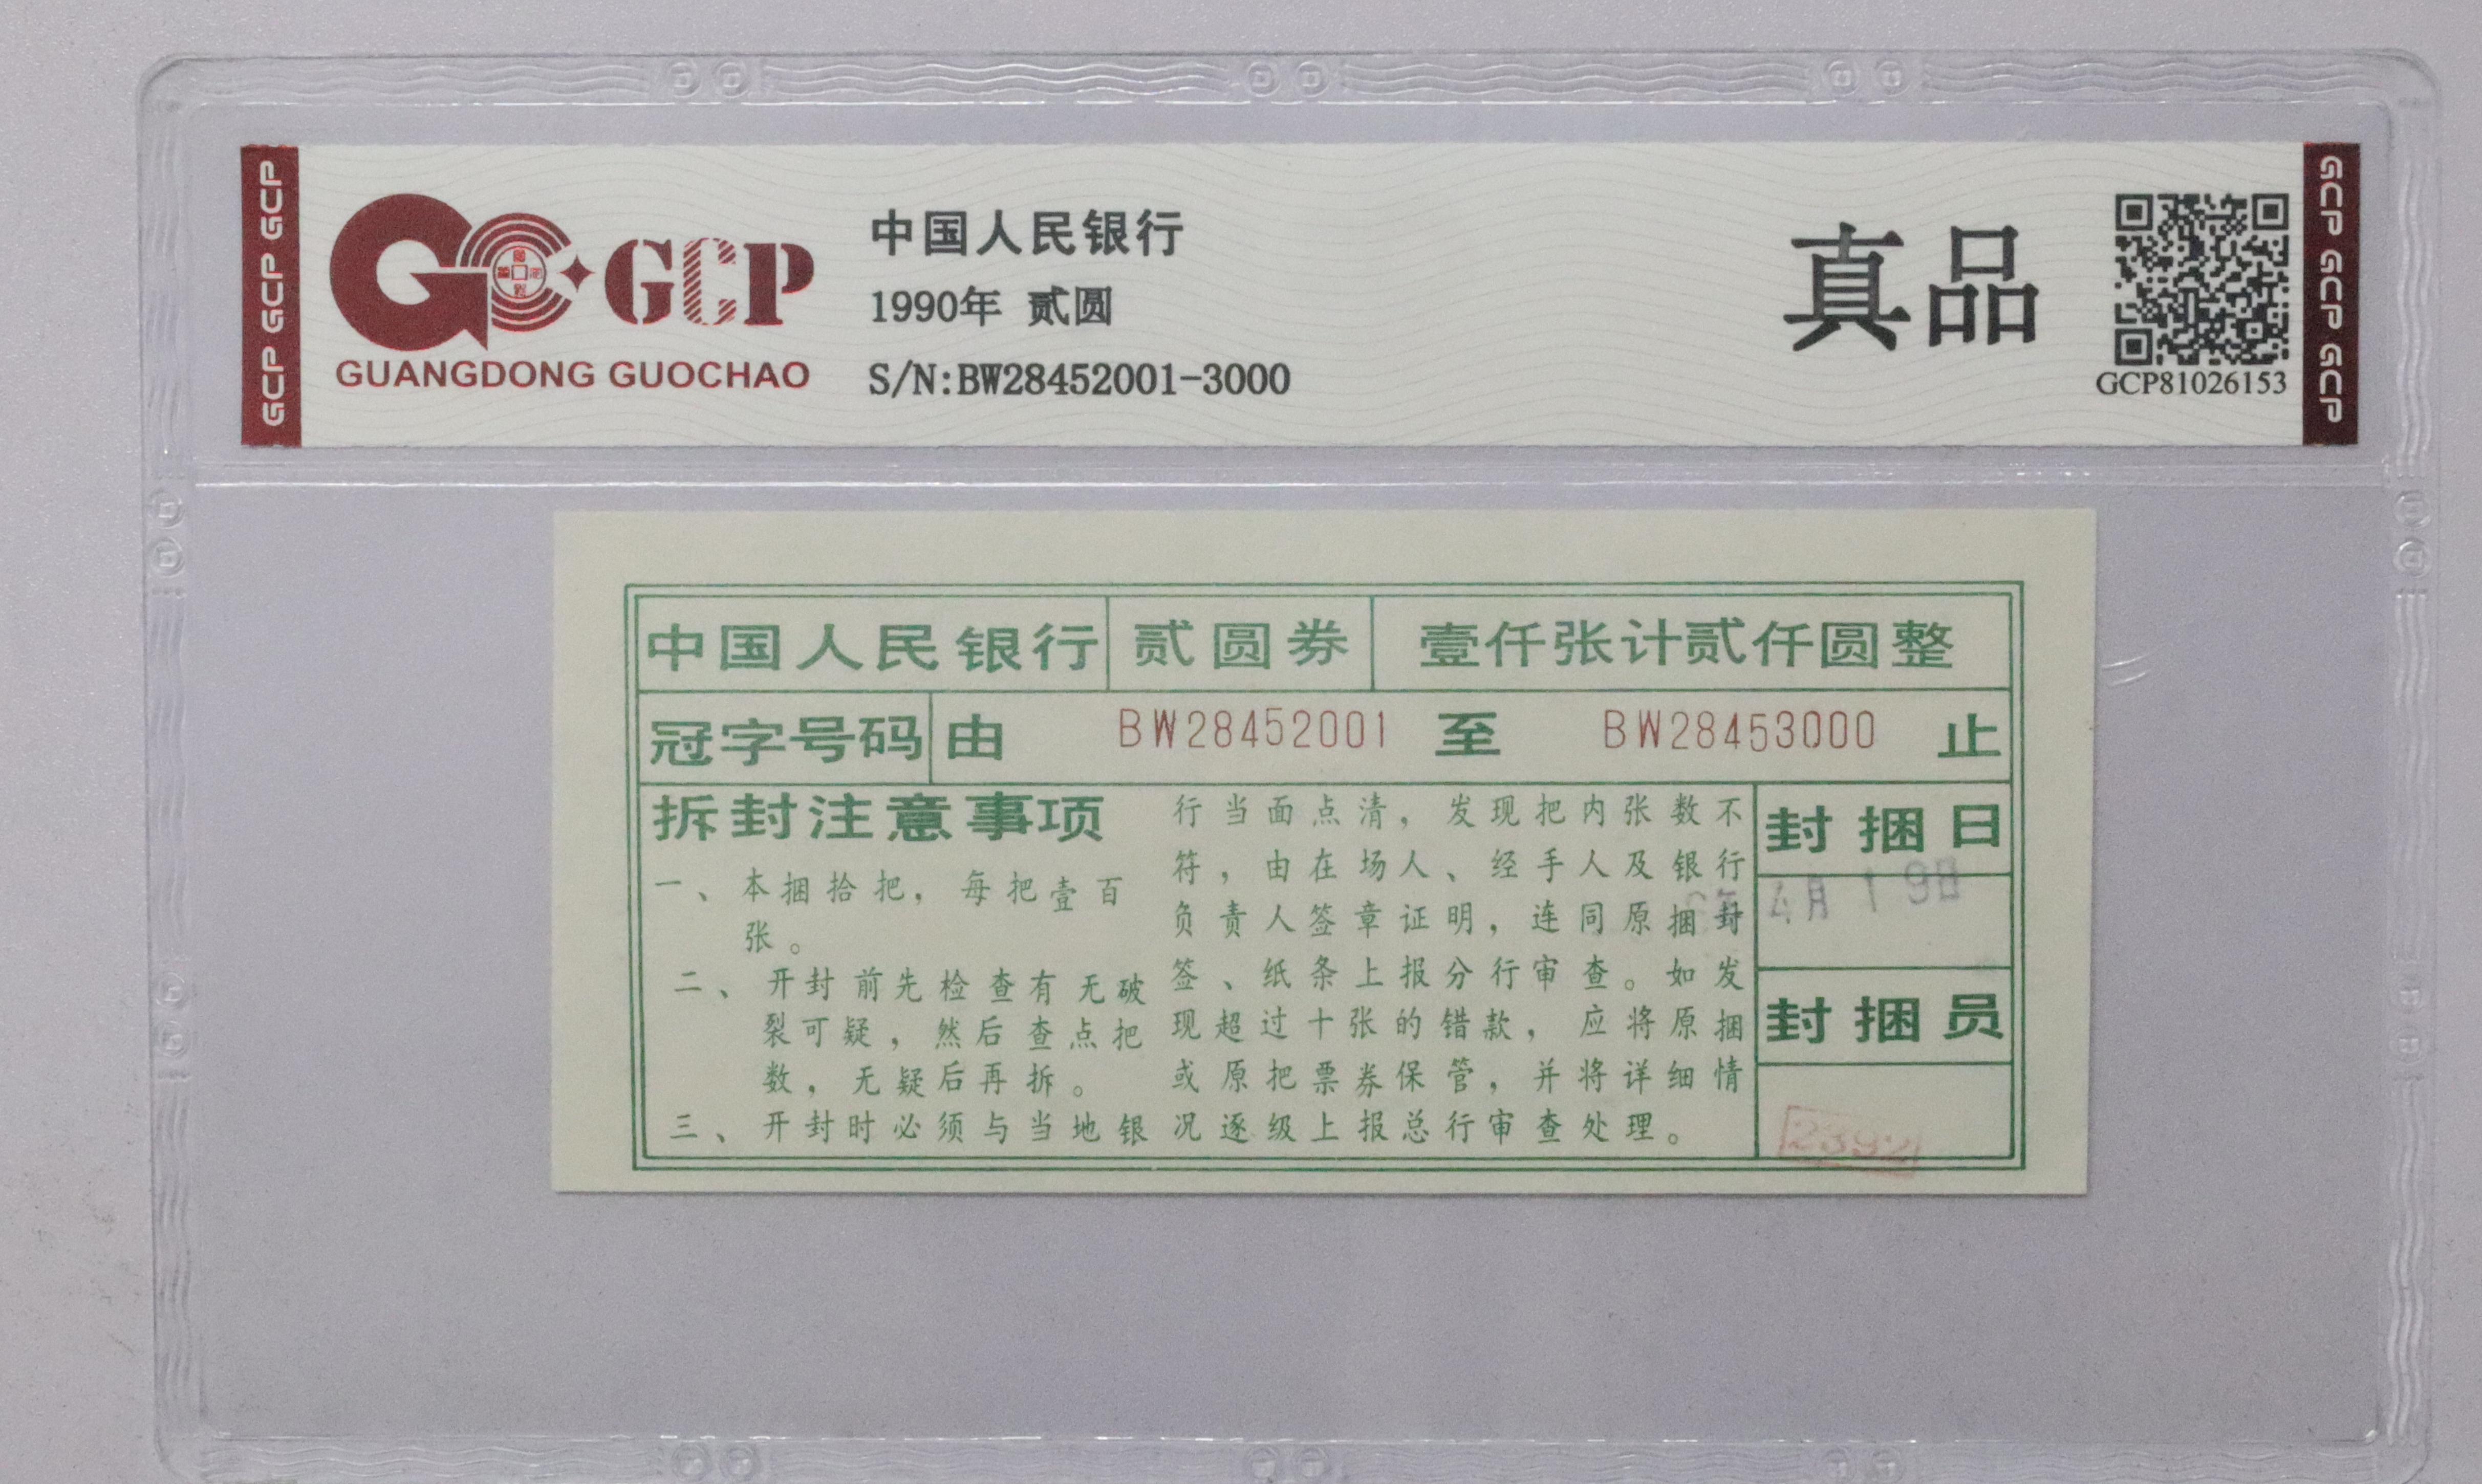 GCP GCP GCP
GCP
GUANGDONG GUOCHAO
中国人民银行
1990年 贰圆
S/N:BW28452001-3000
真品
GCP81026153
GCP GCP GCP
中国人民银行 贰圆券 壹仟张计贰仟圆整
冠字号码 由 BW28452001 至 BW28453000 止
拆封注意事项
一、本捆拾把，每把壹百
张。
二、开封前先检查有无破
裂可疑，然后查点把
数，无疑后再拆。
三、开封时必须与当地银
行当面点清，发现把内张数不
符，由在场人、经手人及银行
负责人签章证明，连同原捆封
签、纸条上报分行审查。如发
现超过十张的错款，应将原捆
或原把票券保管，并将详细情
况逐级上报总行审查处理。
封捆日
4月19日
封捆员
2392